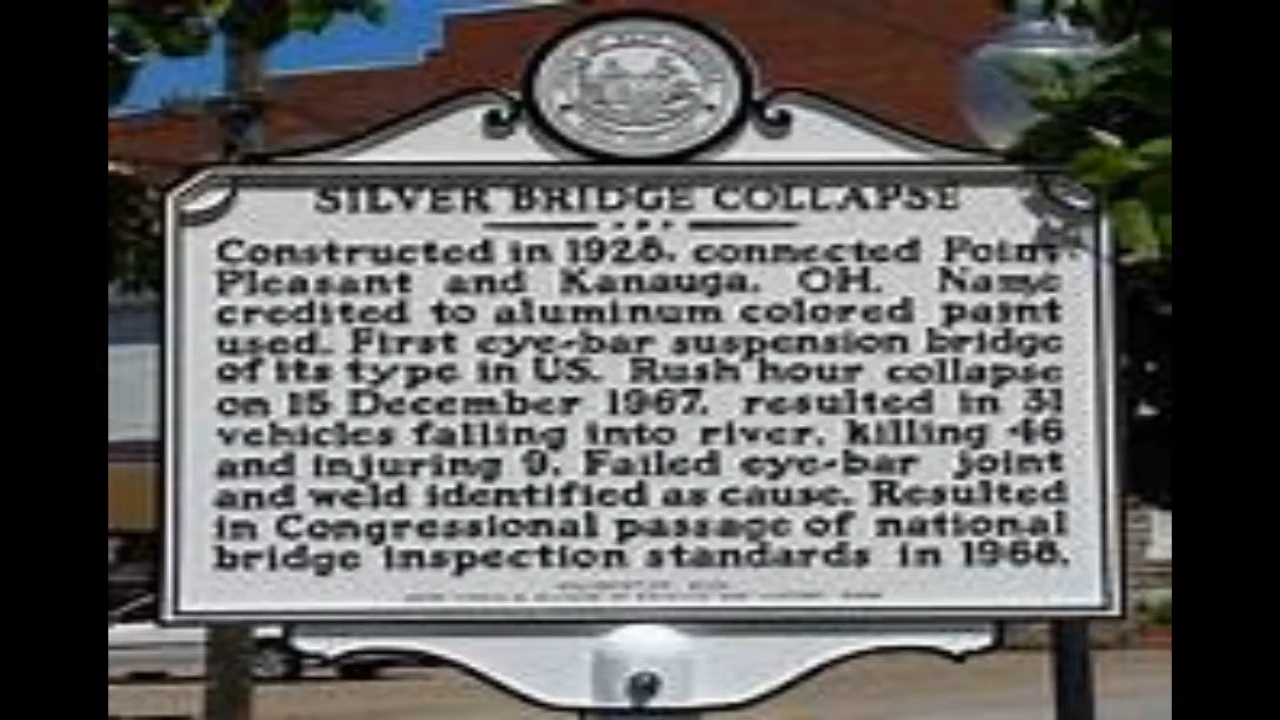 SILVER BRIDGE COLLAPSE
Constructed in 1928, connected Point
Pleasant and Kanauga, OH. Name
credited to aluminum colored paint
used. First eye-bar suspension bridge
of its type in US. Rush hour collapse
on 15 December 1967, resulted in 31
vehicles falling into river, killing 46
and injuring 9. Failed eye-bar joint
and weld identified as cause. Resulted
in Congressional passage of national
bridge inspection standards in 1968.